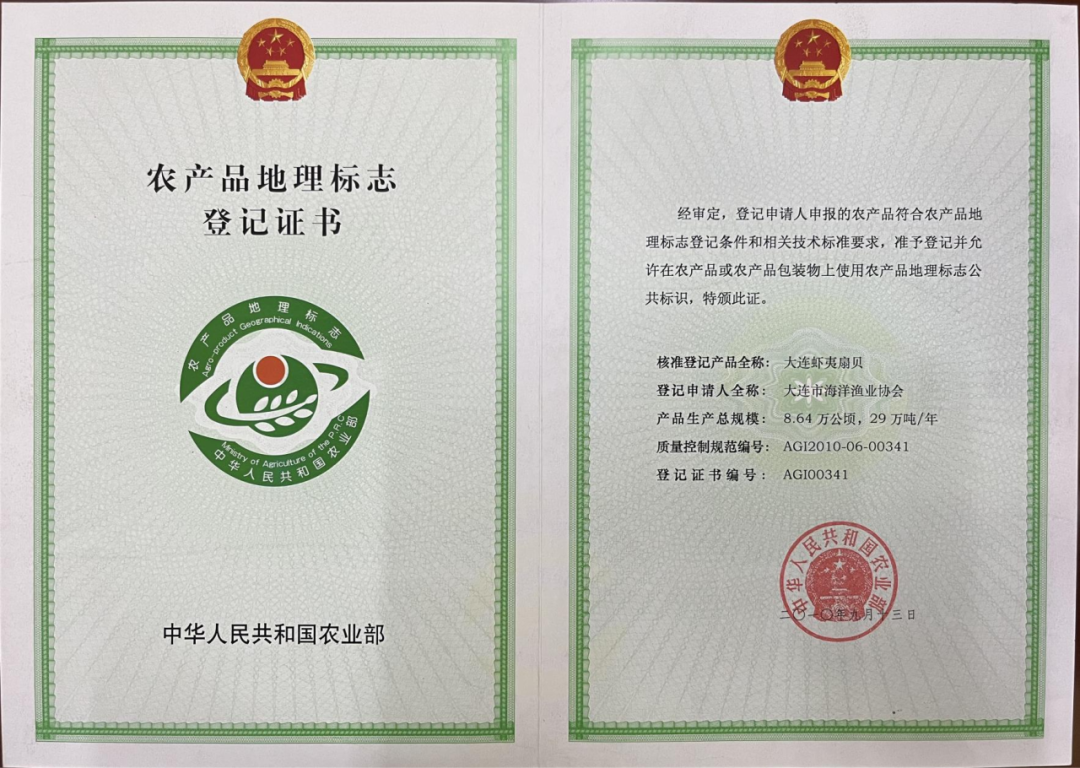 农产品地理标志
登记证书
农产品地理标志
Agro-product Geographical Indications
Ministry of Agriculture of the P.R.C
中华人民共和国农业部
中华人民共和国农业部
经审定，登记申请人申报的农产品符合农产品地
理标志登记条件和相关技术标准要求，准予登记并允
许在农产品或农产品包装物上使用农产品地理标志公
共标识，特颁此证。
核准登记产品全称： 大连虾夷扇贝
登记申请人全称： 大连市海洋渔业协会
产品生产总规模： 8.64 万公顷，29 万吨/年
质量控制规范编号： AGI2010-06-00341
登记证书编号： AGI00341
中华人民共和国农业部
二〇一〇年九月十三日